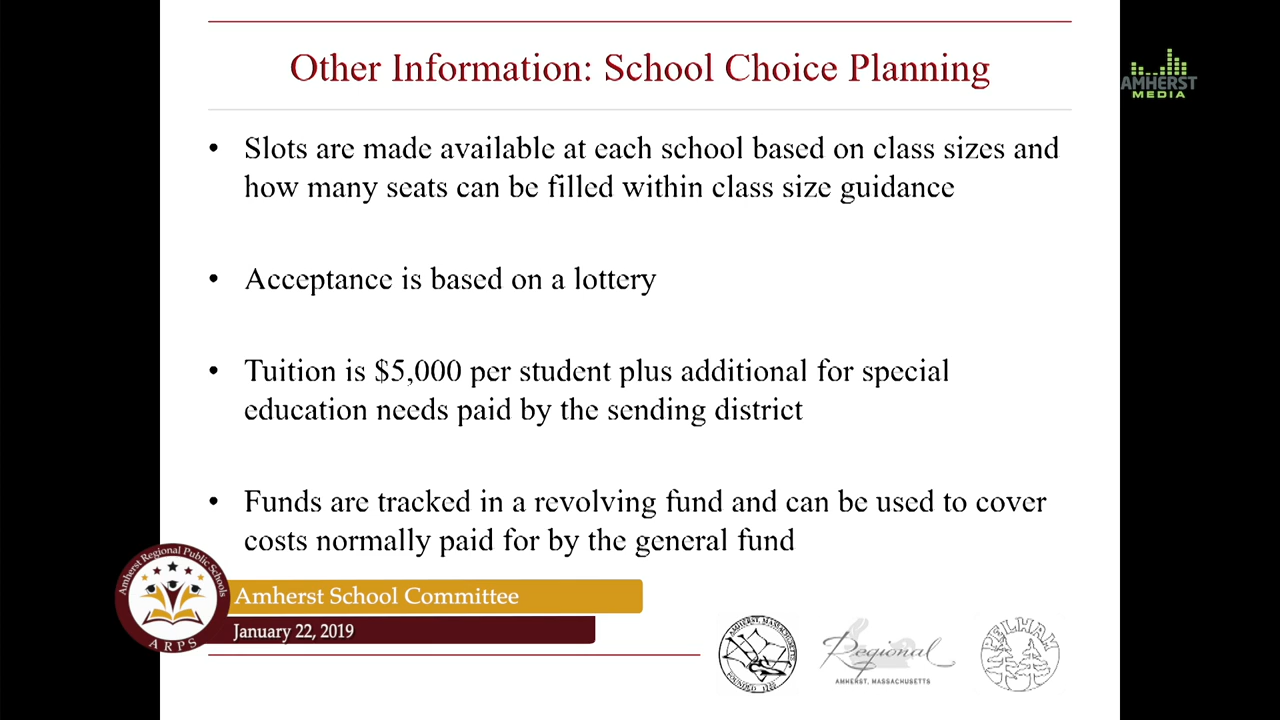 Other Information: School Choice Planning
AMHERST
MEDIA
• Slots are made available at each school based on class sizes and
how many seats can be filled within class size guidance
• Acceptance is based on a lottery
• Tuition is $5,000 per student plus additional for special
education needs paid by the sending district
• Funds are tracked in a revolving fund and can be used to cover
costs normally paid for by the general fund
Amherst Regional Public Schools
ARPS
Amherst School Committee
January 22, 2019
AMHERST, MASSACHUSETTS
FOUNDED
Regional
AMHERST, MASSACHUSETTS
PELHAM